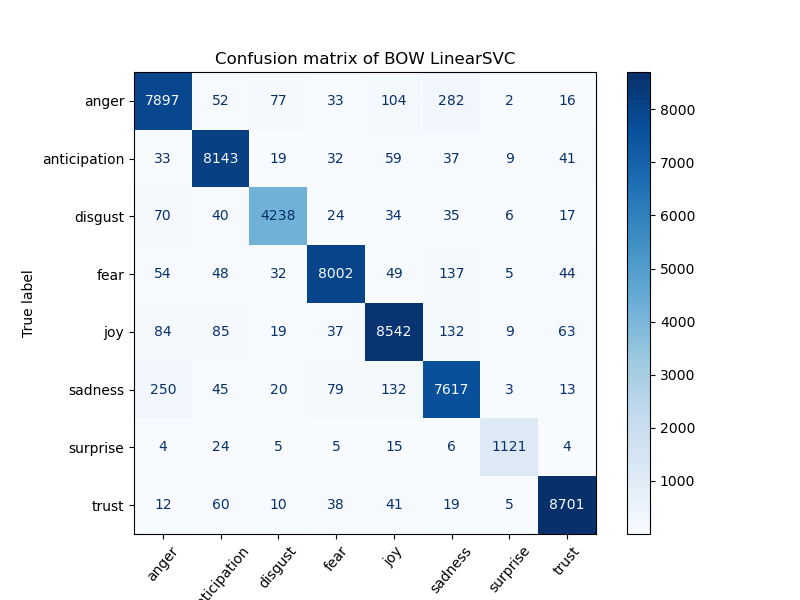 Confusion matrix of BOW LinearSVC
True label
anger 7897 52 77 33 104 282 2 16
anticipation 33 8143 19 32 59 37 9 41
disgust 70 40 4238 24 34 35 6 17
fear 54 48 32 8002 49 137 5 44
joy 84 85 19 37 8542 132 9 63
sadness 250 45 20 79 132 7617 3 13
surprise 4 24 5 5 15 6 1121 4
trust 12 60 10 38 41 19 5 8701
anger ticipation disgust fear joy sadness surprise trust
8000
7000
6000
5000
4000
3000
2000
1000